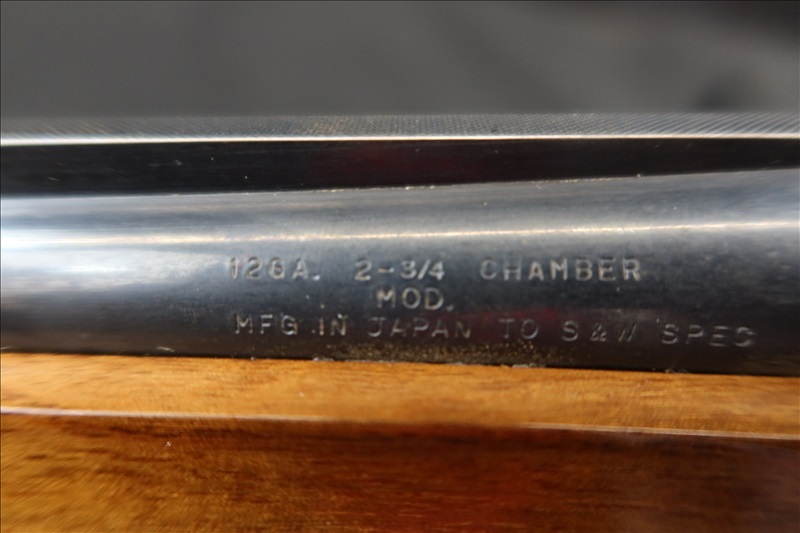 12GA. 2-3/4 CHAMBER
MOD.
MFG. IN JAPAN TO S&W SPEC